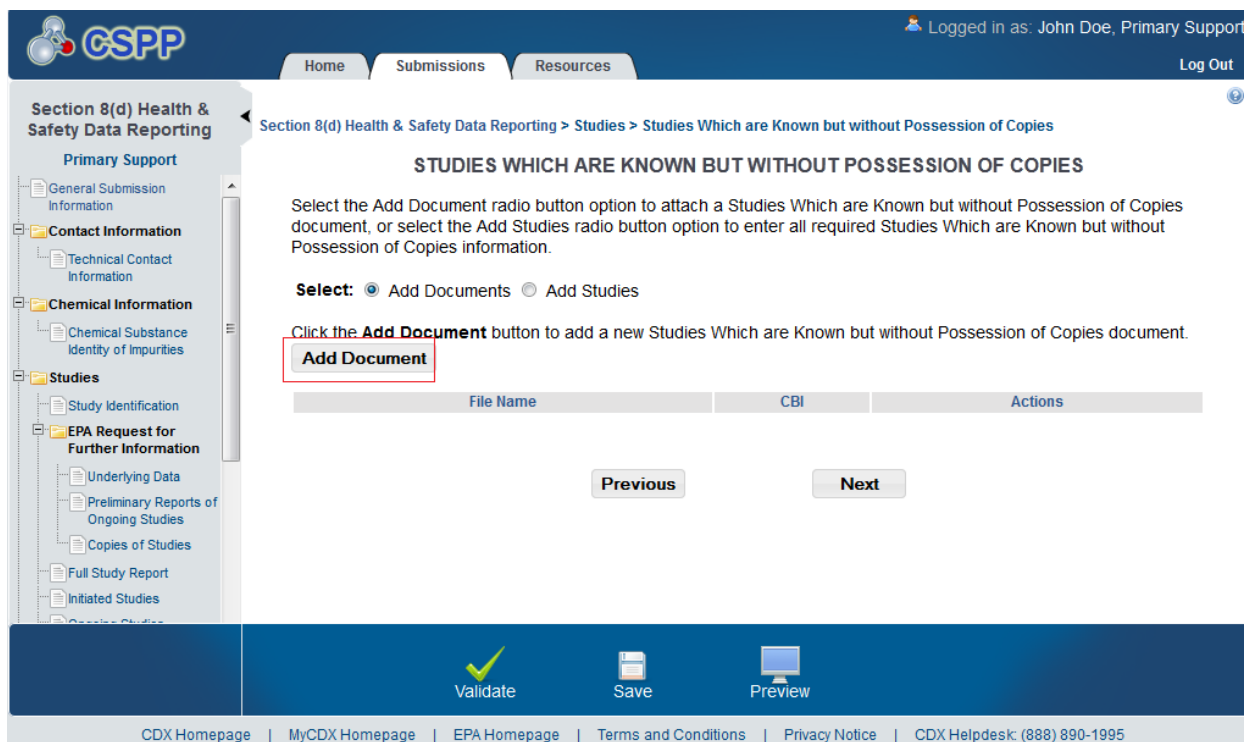 CSPP
Logged in as: John Doe, Primary Support
Home Submissions Resources
Log Out
Section 8(d) Health &
Safety Data Reporting
Primary Support
General Submission
Information
Contact Information
Technical Contact
Information
Chemical Information
Chemical Substance
Identity of Impurities
Studies
Study Identification
EPA Request for
Further Information
Underlying Data
Preliminary Reports of
Ongoing Studies
Copies of Studies
Full Study Report
Initiated Studies
Ongoing Studies
Section 8(d) Health & Safety Data Reporting > Studies > Studies Which are Known but without Possession of Copies
STUDIES WHICH ARE KNOWN BUT WITHOUT POSSESSION OF COPIES
Select the Add Document radio button option to attach a Studies Which are Known but without Possession of Copies
document, or select the Add Studies radio button option to enter all required Studies Which are Known but without
Possession of Copies information.
Select: Add Documents Add Studies
Click the Add Document button to add a new Studies Which are Known but without Possession of Copies document.
Add Document
File Name CBI Actions
Previous Next
Validate Save Preview
CDX Homepage | MyCDX Homepage | EPA Homepage | Terms and Conditions | Privacy Notice | CDX Helpdesk: (888) 890-1995